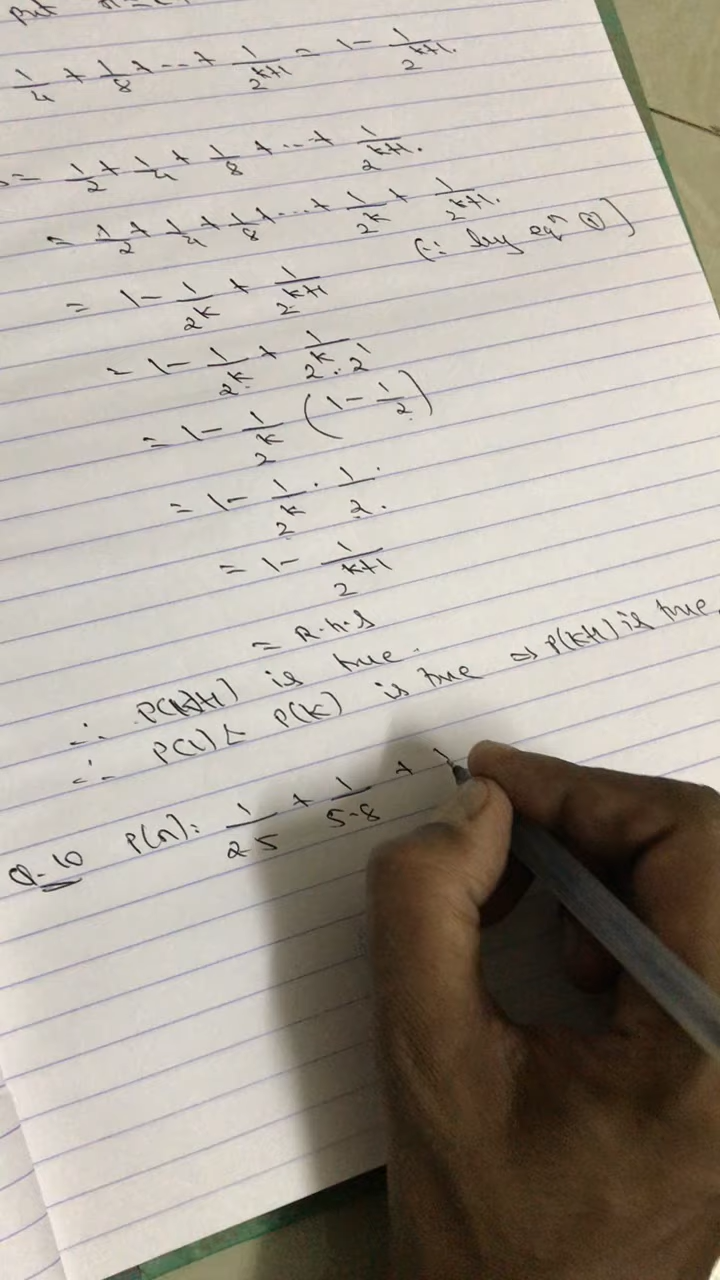 Put n =
1/4 + 1/8 + ... + 1/2^(k+1) = 1 - 1/2^(k+1).
= 1/2 + 1/4 + 1/8 + ... + 1/2^(k+1).
= 1/2 + 1/4 + 1/8 + ... + 1/2^k + 1/2^(k+1).
(∵ by eqn ①]
= 1 - 1/2^k + 1/2^(k+1)
= 1 - 1/2^k + 1/(2^k . 2^1)
= 1 - 1/2^k (1 - 1/2)
= 1 - 1/2^k . 1/2.
= 1 - 1/2^(k+1)
= R.h.s
∴ P(k+1) is true.
∴ P(1) & P(k) is true ⇒ P(k+1) is true.
Q-10 P(n): 1/2·5 + 1/5·8 + 1